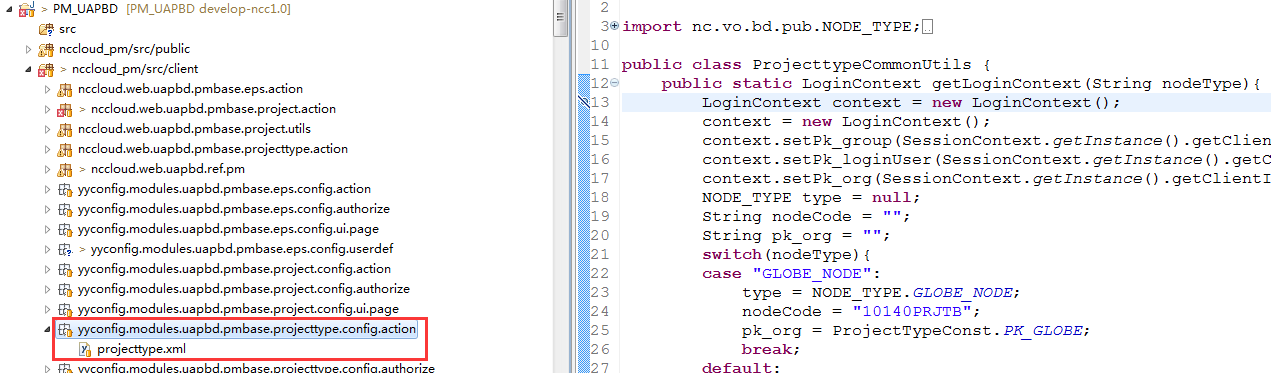 > PM_UAPBD [PM_UAPBD develop-ncc1.0]
src
nccloud_pm/src/public
> nccloud_pm/src/client
nccloud.web.uapbd.pmbase.eps.action
> nccloud.web.uapbd.pmbase.project.action
nccloud.web.uapbd.pmbase.project.utils
nccloud.web.uapbd.pmbase.projecttype.action
> nccloud.web.uapbd.ref.pm
yyconfig.modules.uapbd.pmbase.eps.config.action
yyconfig.modules.uapbd.pmbase.eps.config.authorize
yyconfig.modules.uapbd.pmbase.eps.config.ui.page
> yyconfig.modules.uapbd.pmbase.eps.config.userdef
yyconfig.modules.uapbd.pmbase.project.config.action
yyconfig.modules.uapbd.pmbase.project.config.authorize
yyconfig.modules.uapbd.pmbase.project.config.ui.page
yyconfig.modules.uapbd.pmbase.projecttype.config.action
projecttype.xml
yyconfig.modules.uapbd.pmbase.projecttype.config.authorize
2
3 import nc.vo.bd.pub.NODE_TYPE;
10
11 public class ProjecttypeCommonUtils {
12 public static LoginContext getLoginContext(String nodeType){
13 LoginContext context = new LoginContext();
14 context = new LoginContext();
15 context.setPk_group(SessionContext.getInstance().getClien
16 context.setPk_loginUser(SessionContext.getInstance().getC
17 context.setPk_org(SessionContext.getInstance().getClientI
18 NODE_TYPE type = null;
19 String nodeCode = "";
20 String pk_org = "";
21 switch(nodeType){
22 case "GLOBE_NODE":
23 type = NODE_TYPE.GLOBE_NODE;
24 nodeCode = "10140PRJTB";
25 pk_org = ProjectTypeConst.PK_GLOBE;
26 break;
27 default: